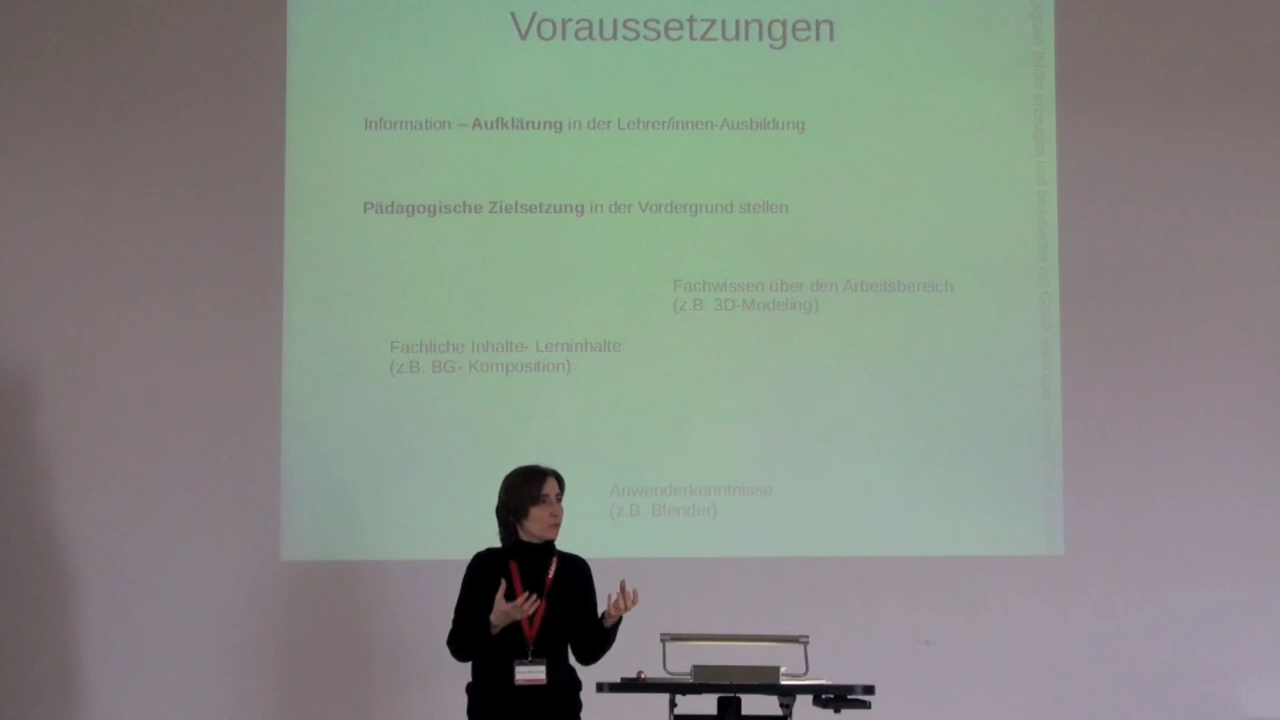 Voraussetzungen
Information – Aufklärung in der Lehrer/innen-Ausbildung
Pädagogische Zielsetzung in der Vordergrund stellen
Fachwissen über den Arbeitsbereich
(z.B. 3D-Modeling)
Fachliche Inhalte- Lerninhalte
(z.B. BG- Komposition)
Anwenderkenntnisse
(z.B. Blender)